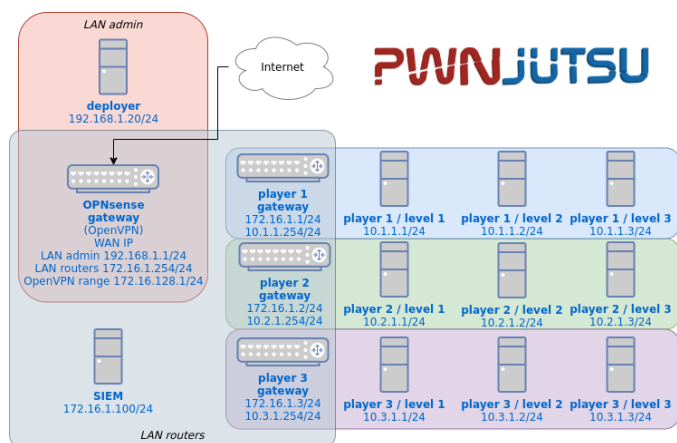 LAN admin
deployer
192.168.1.20/24
Internet
PWNJUTSU
OPNsense
gateway
(OpenVPN)
WAN IP
LAN admin 192.168.1.1/24
LAN routers 172.16.1.254/24
OpenVPN range 172.16.128.1/24
SIEM
172.16.1.100/24
LAN routers
player 1
gateway
172.16.1.1/24
10.1.1.254/24
player 1 / level 1
10.1.1.1/24
player 1 / level 2
10.1.1.2/24
player 1 / level 3
10.1.1.3/24
player 2
gateway
172.16.1.2/24
10.2.1.254/24
player 2 / level 1
10.2.1.1/24
player 2 / level 2
10.2.1.2/24
player 2 / level 3
10.2.1.3/24
player 3
gateway
172.16.1.3/24
10.3.1.254/24
player 3 / level 1
10.3.1.1/24
player 3 / level 2
10.3.1.2/24
player 3 / level 3
10.3.1.3/24